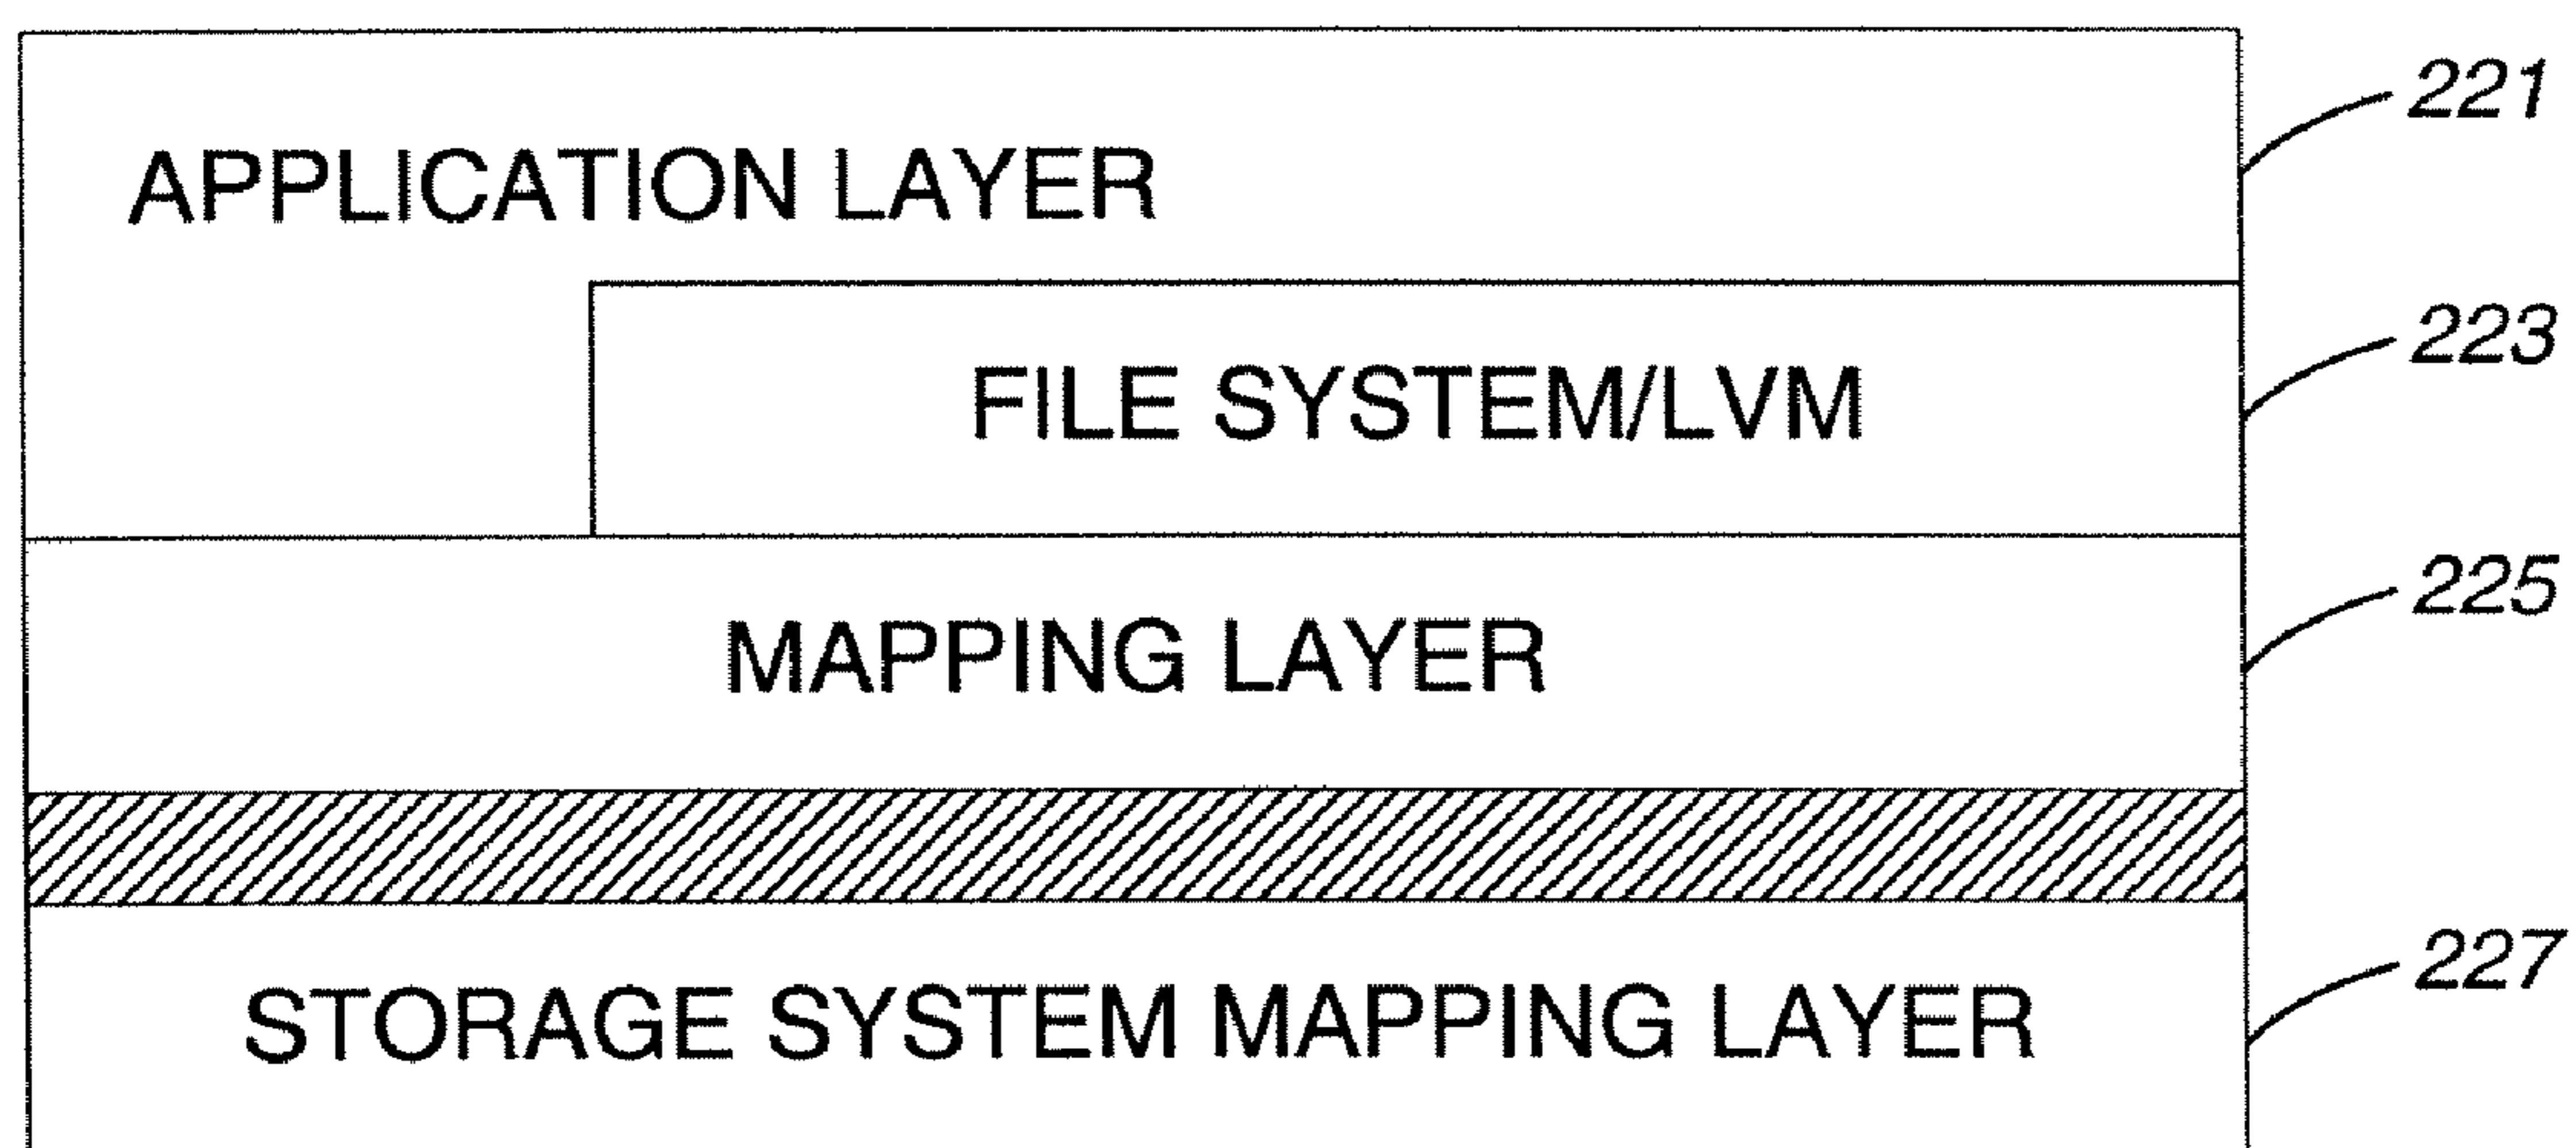 221
APPLICATION LAYER
223
FILE SYSTEM/LVM
225
MAPPING LAYER
227
STORAGE SYSTEM MAPPING LAYER